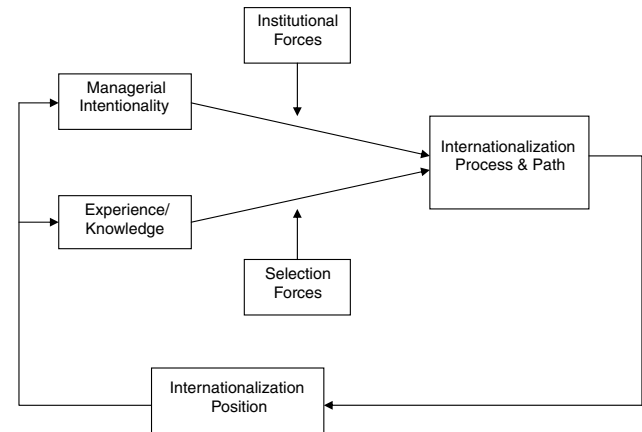 Institutional
Forces
Managerial
Intentionality
Internationalization
Process & Path
Experience/
Knowledge
Selection
Forces
Internationalization
Position